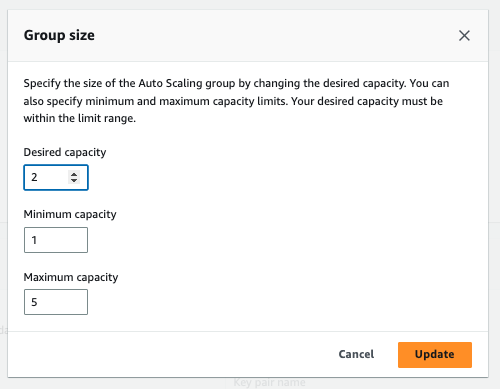 Group size
Specify the size of the Auto Scaling group by changing the desired capacity. You can
also specify minimum and maximum capacity limits. Your desired capacity must be
within the limit range.
Desired capacity
2
Minimum capacity
1
Maximum capacity
5
Cancel Update
Key pair name